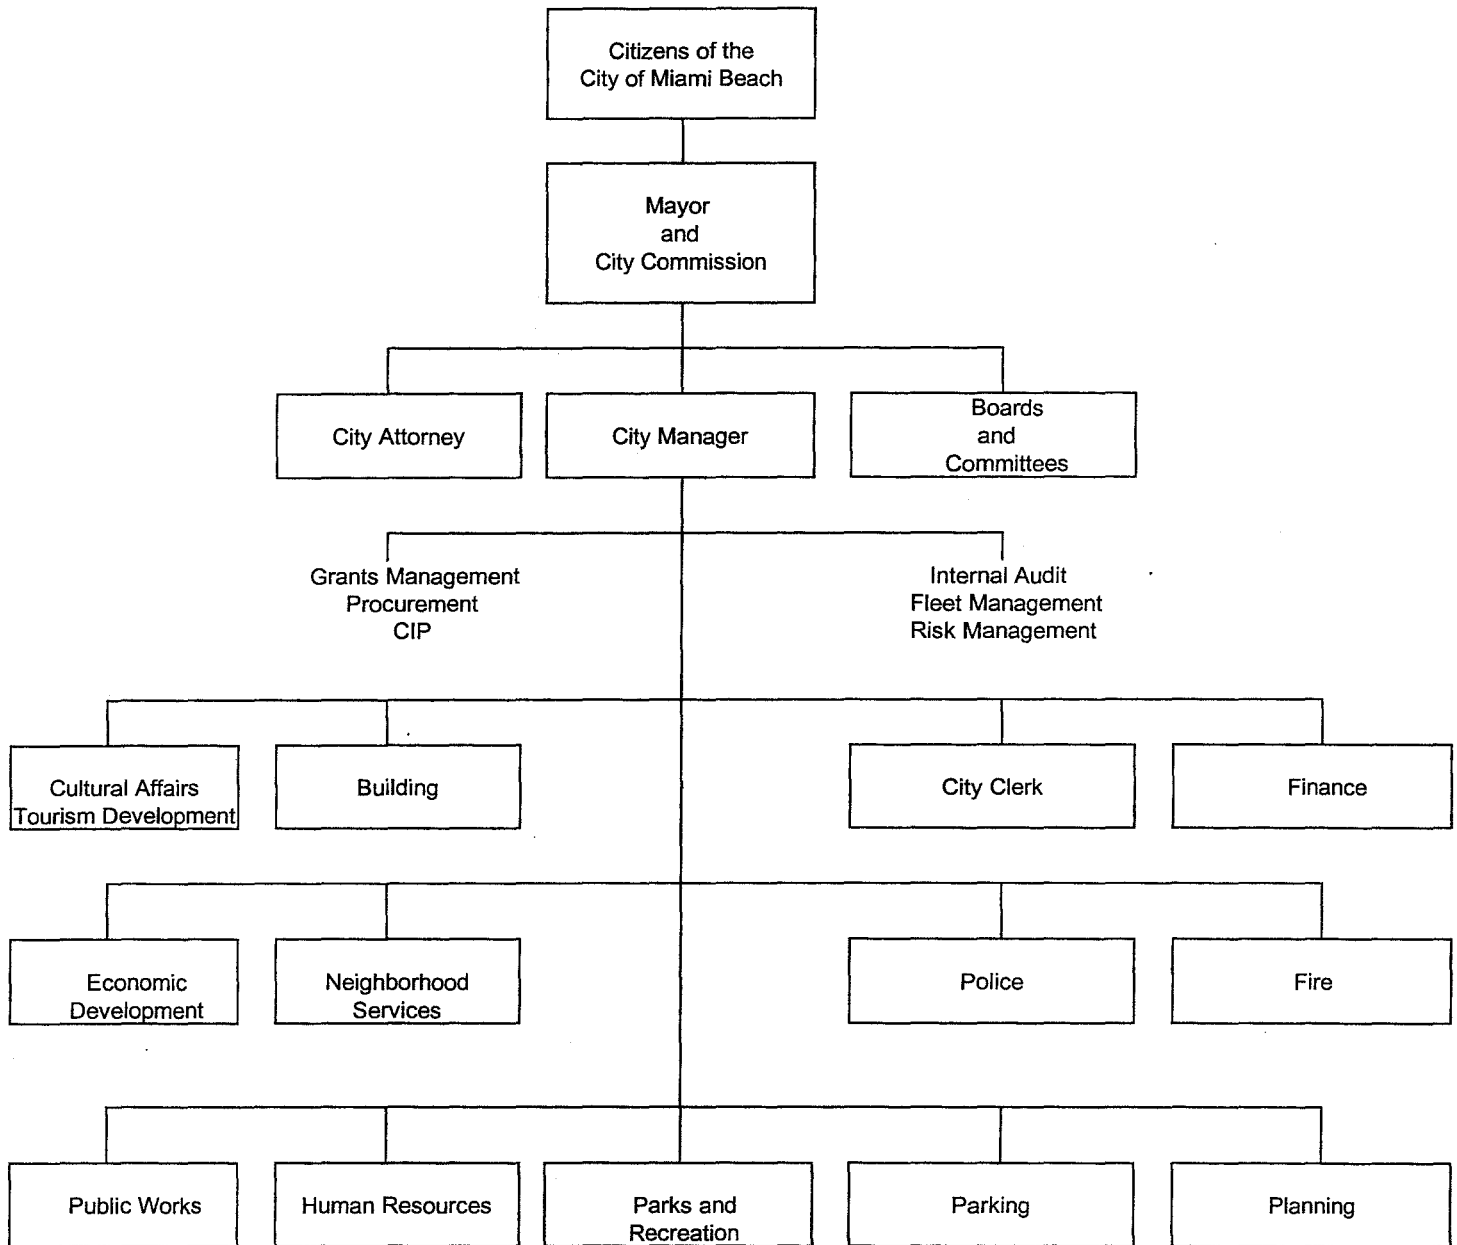 Citizens of the
City of Miami Beach
Mayor
and
City Commission
City Attorney
City Manager
Boards
and
Committees
Grants Management
Procurement
CIP
Internal Audit
Fleet Management
Risk Management
Cultural Affairs
Tourism Development
Building
City Clerk
Finance
Economic
Development
Neighborhood
Services
Police
Fire
Public Works
Human Resources
Parks and
Recreation
Parking
Planning